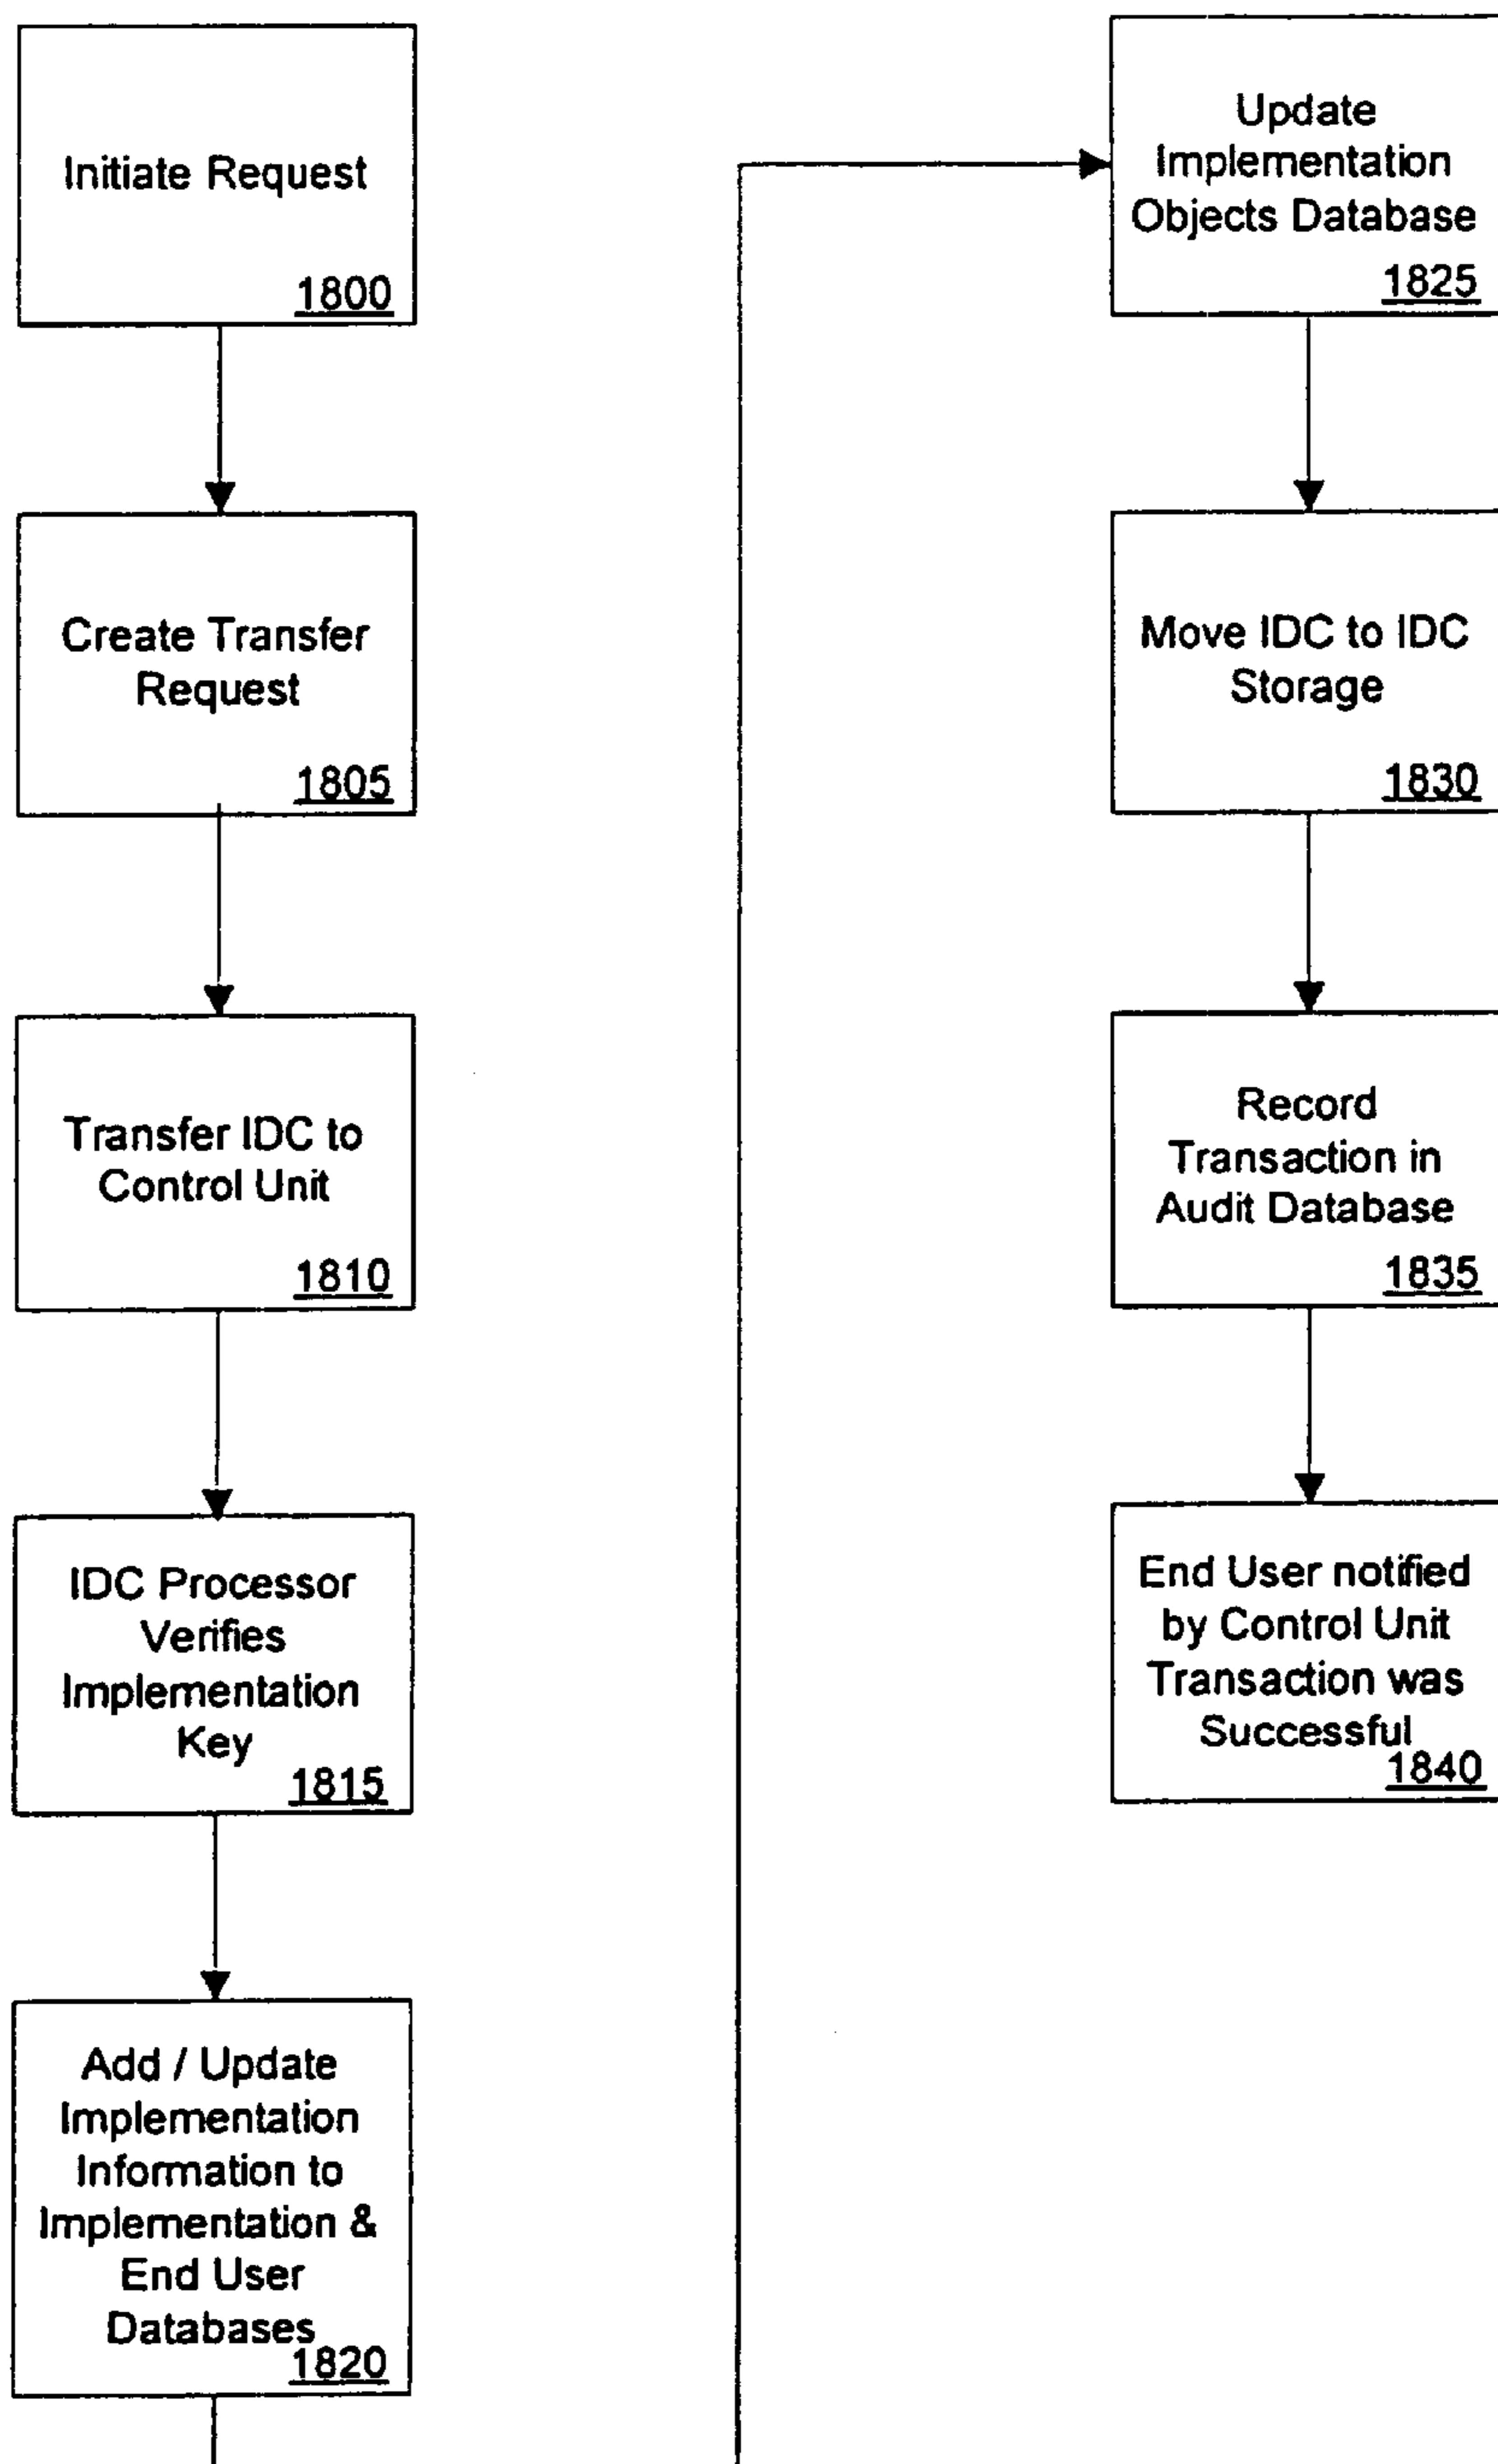 Initiate Request
1800
Create Transfer
Request
1805
Transfer IDC to
Control Unit
1810
IDC Processor
Verifies
Implementation
Key
1815
Add / Update
Implementation
Information to
Implementation &
End User
Databases
1820
Update
Implementation
Objects Database
1825
Move IDC to IDC
Storage
1830
Record
Transaction in
Audit Database
1835
End User notified
by Control Unit
Transaction was
Successful
1840